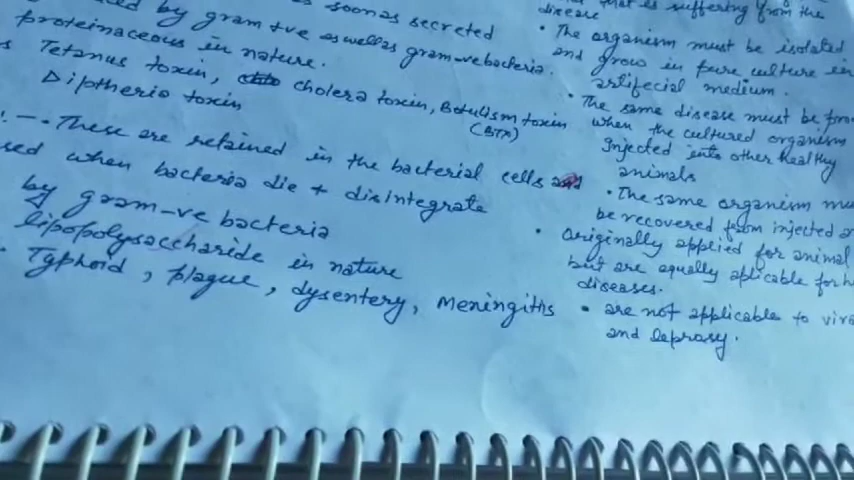 soon as secreted
by gram +ve as well as gram-ve bacteria.
proteinaceous in nature.
Tetanus toxin, cholera toxin, Botulism toxin
(BTX)
Diptheria toxin
These are retained in the bacterial cells and
when bacteria die + disintegrate
by gram-ve bacteria
lipopolysaccharide in nature
Typhoid, plague, dysentery, Meningitis
is suffering from the
disease
• The organism must be isolated
and grow in pure culture in
artifecial medium.
• The same disease must be
when the cultured organism
Injected into other healthy
animals
• The same organism
be recovered from injected
• Originally applied for animal
but are equally aplicable for
diseases.
• are not applicable to
and leprasy.